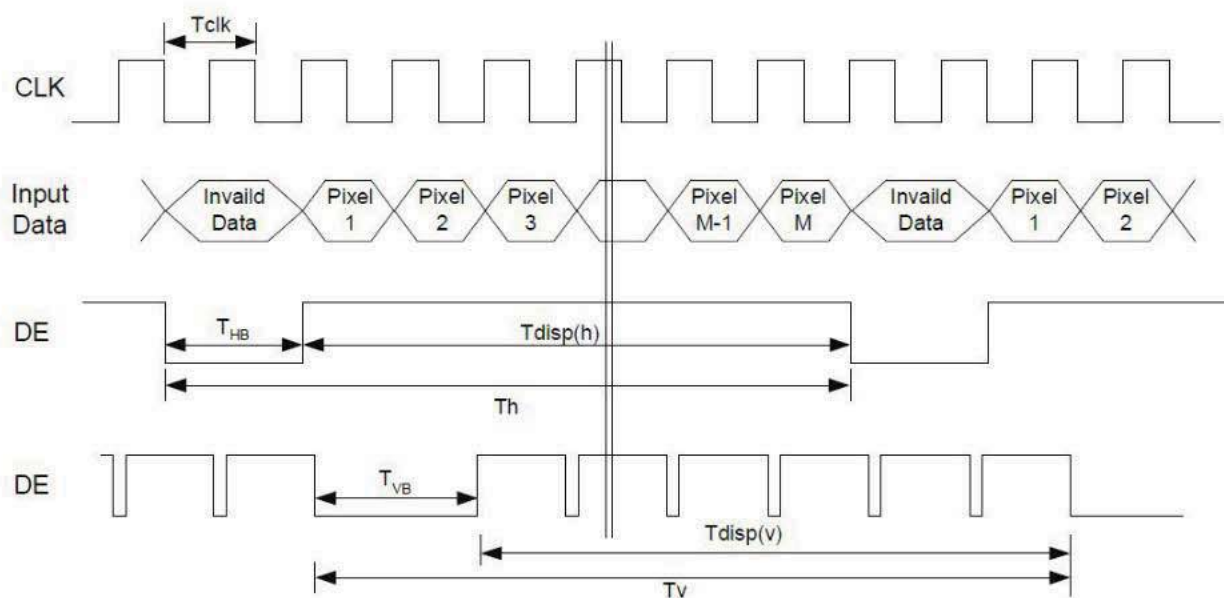 Tclk
CLK
Input
Data
Invaild
Data
Pixel
1
Pixel
2
Pixel
3
Pixel
M-1
Pixel
M
Invaild
Data
Pixel
1
Pixel
2
DE
THB
Tdisp(h)
Th
DE
TVB
Tdisp(v)
Tv